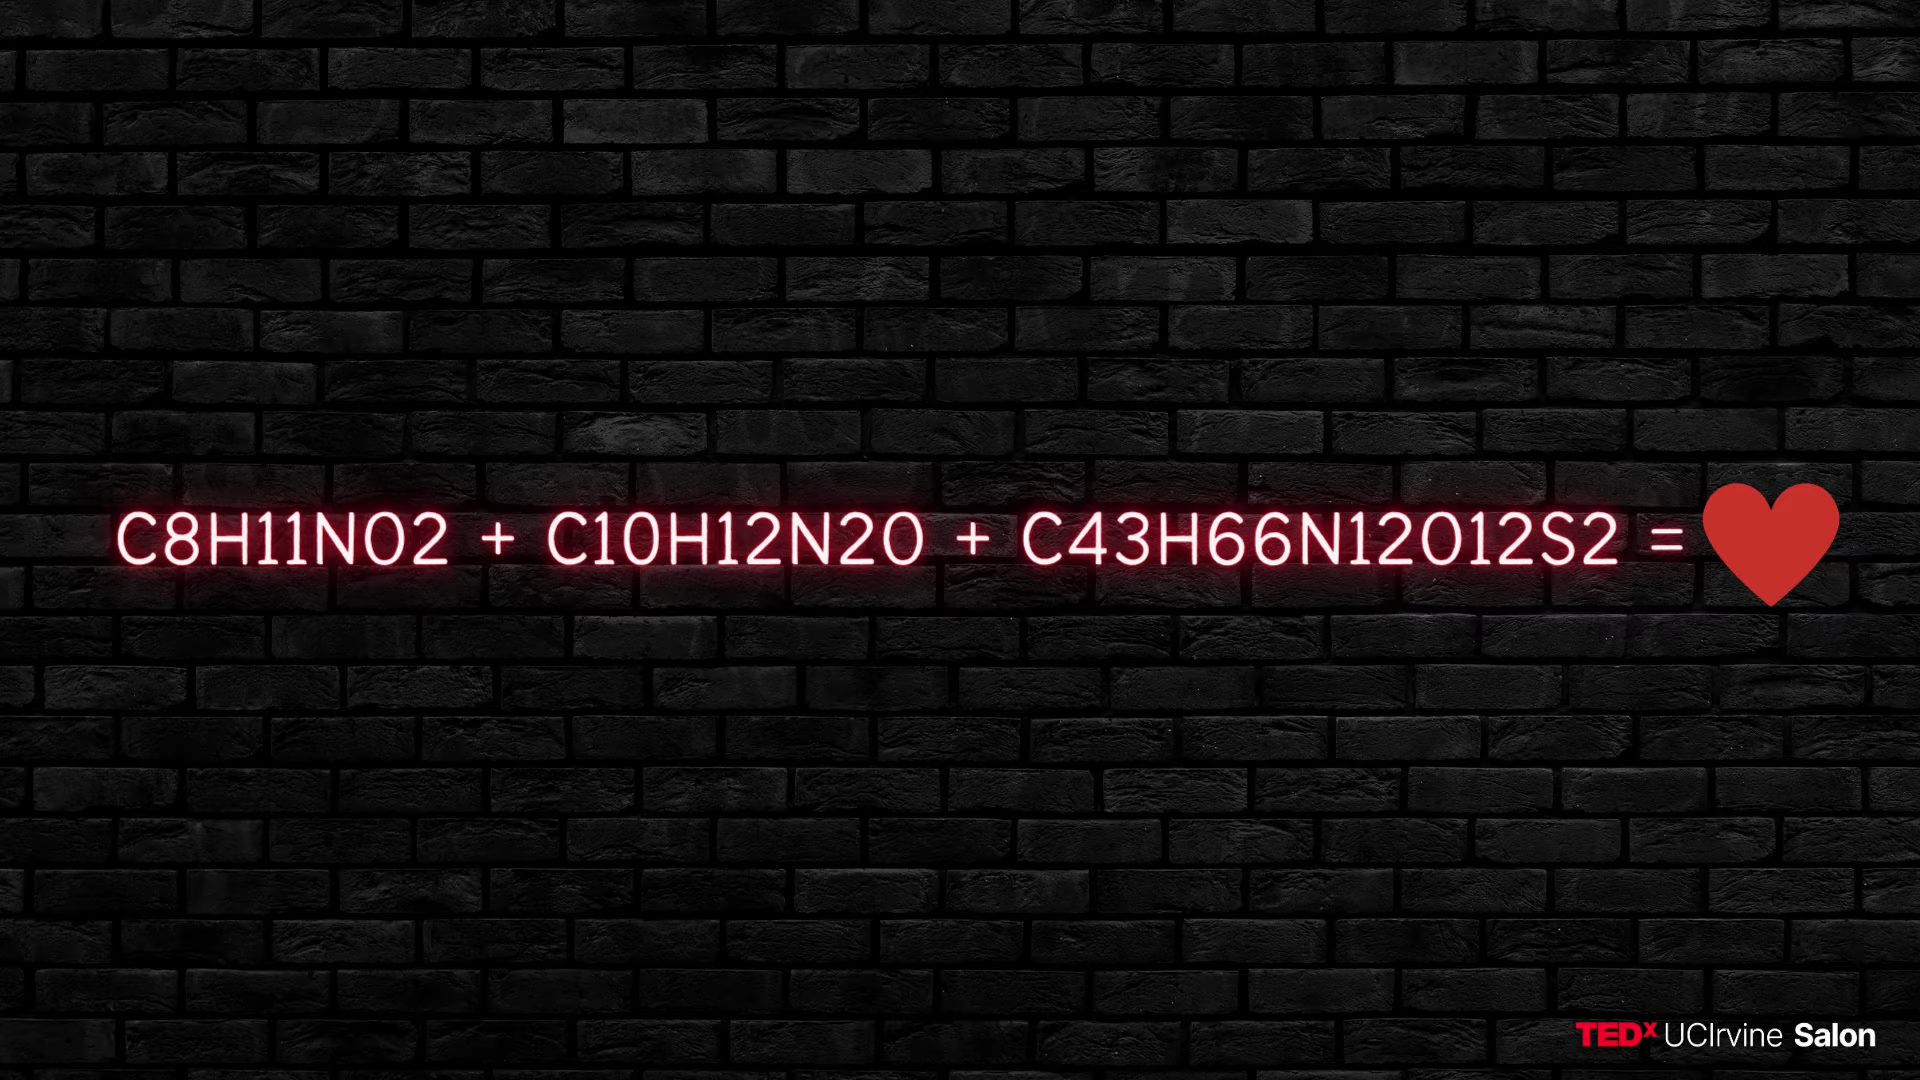 C8H11NO2 + C10H12N2O + C43H66N12O12S2 =
TEDx UCIrvine Salon